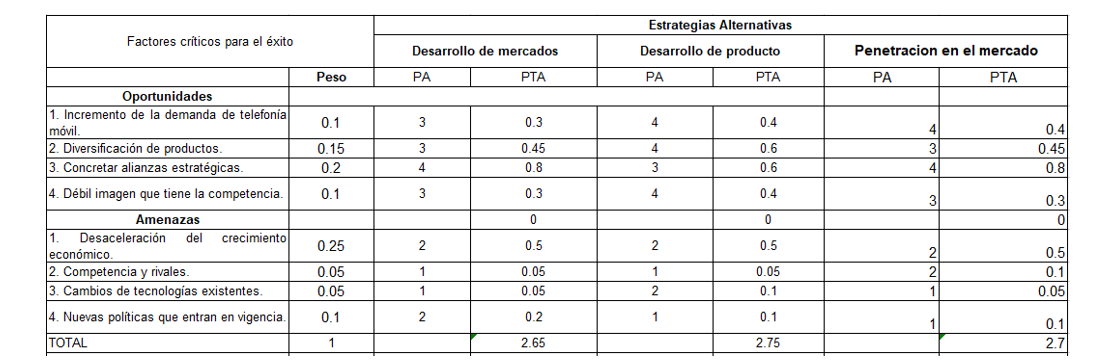 Factores críticos para el éxito Estrategias Alternativas
Desarrollo de mercados Desarrollo de producto Penetracion en el mercado
Peso PA PTA PA PTA PA PTA
Oportunidades
1. Incremento de la demanda de telefonía
móvil. 0.1 3 0.3 4 0.4 4 0.4
2. Diversificación de productos. 0.15 3 0.45 4 0.6 3 0.45
3. Concretar alianzas estratégicas. 0.2 4 0.8 3 0.6 4 0.8
4. Débil imagen que tiene la competencia. 0.1 3 0.3 4 0.4 3 0.3
Amenazas 0 0 0
1. Desaceleración del crecimiento
económico. 0.25 2 0.5 2 0.5 2 0.5
2. Competencia y rivales. 0.05 1 0.05 1 0.05 2 0.1
3. Cambios de tecnologías existentes. 0.05 1 0.05 2 0.1 1 0.05
4. Nuevas políticas que entran en vigencia. 0.1 2 0.2 1 0.1 1 0.1
TOTAL 1 2.65 2.75 2.7